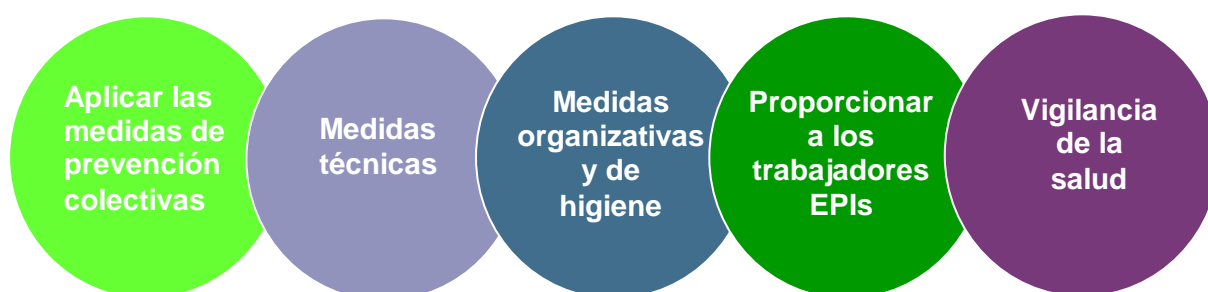 Aplicar las
medidas de
prevención
colectivas
Medidas
técnicas
Medidas
organizativas
y de
higiene
Proporcionar
a los
trabajadores
EPIs
Vigilancia
de la
salud